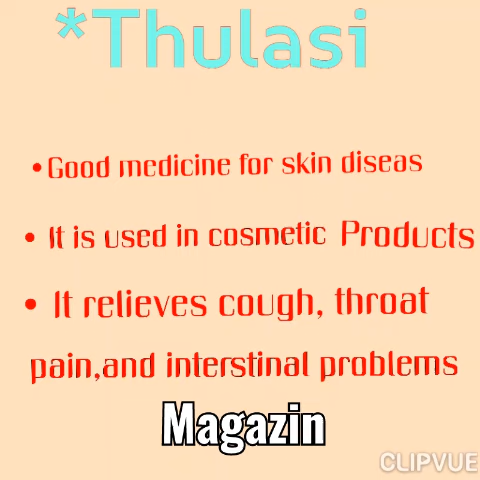 *Thulasi
•Good medicine for skin diseas
• It is used in cosmetic Products
• It relieves cough, throat
pain,and interstinal problems
Magazin
CLIPVUE